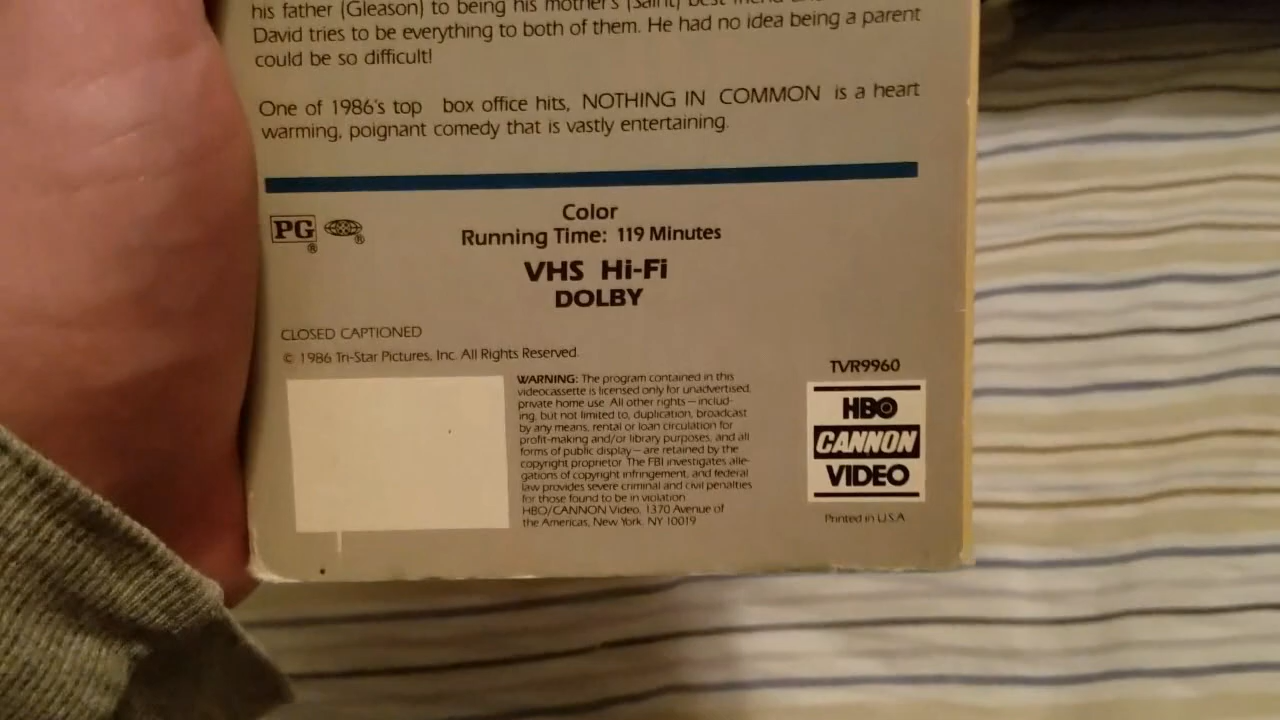 his father (Gleason) to being his mother's (Saint) best friend
David tries to be everything to both of them. He had no idea being a parent
could be so difficult!
One of 1986's top box office hits, NOTHING IN COMMON is a heart
warming, poignant comedy that is vastly entertaining.
PG ®
®
Color
Running Time: 119 Minutes
VHS Hi-Fi
DOLBY
CLOSED CAPTIONED
© 1986 Tri-Star Pictures, Inc. All Rights Reserved.
WARNING: The program contained in this
videocassette is licensed only for unadvertised,
private home use. All other rights—includ-
ing, but not limited to, duplication, broadcast
by any means, rental or loan circulation for
profit-making and/or library purposes, and all
forms of public display—are retained by the
copyright proprietor. The FBI investigates alle-
gations of copyright infringement, and federal
law provides severe criminal and civil penalties
for those found to be in violation
HBO/CANNON Video, 1370 Avenue of
the Americas, New York, NY 10019
TVR9960
HBO
CANNON
VIDEO
Printed in U.S.A.